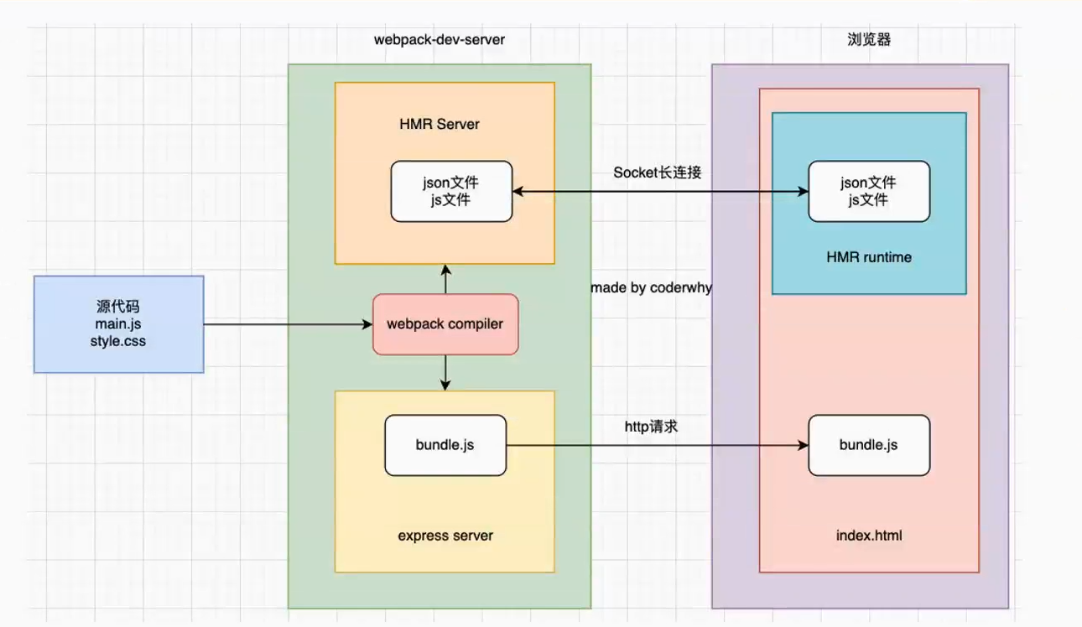 webpack-dev-server
浏览器
HMR Server
json文件
js文件
Socket长连接
json文件
js文件
HMR runtime
made by coderwhy
源代码
main.js
style.css
webpack compiler
bundle.js
http请求
bundle.js
express server
index.html